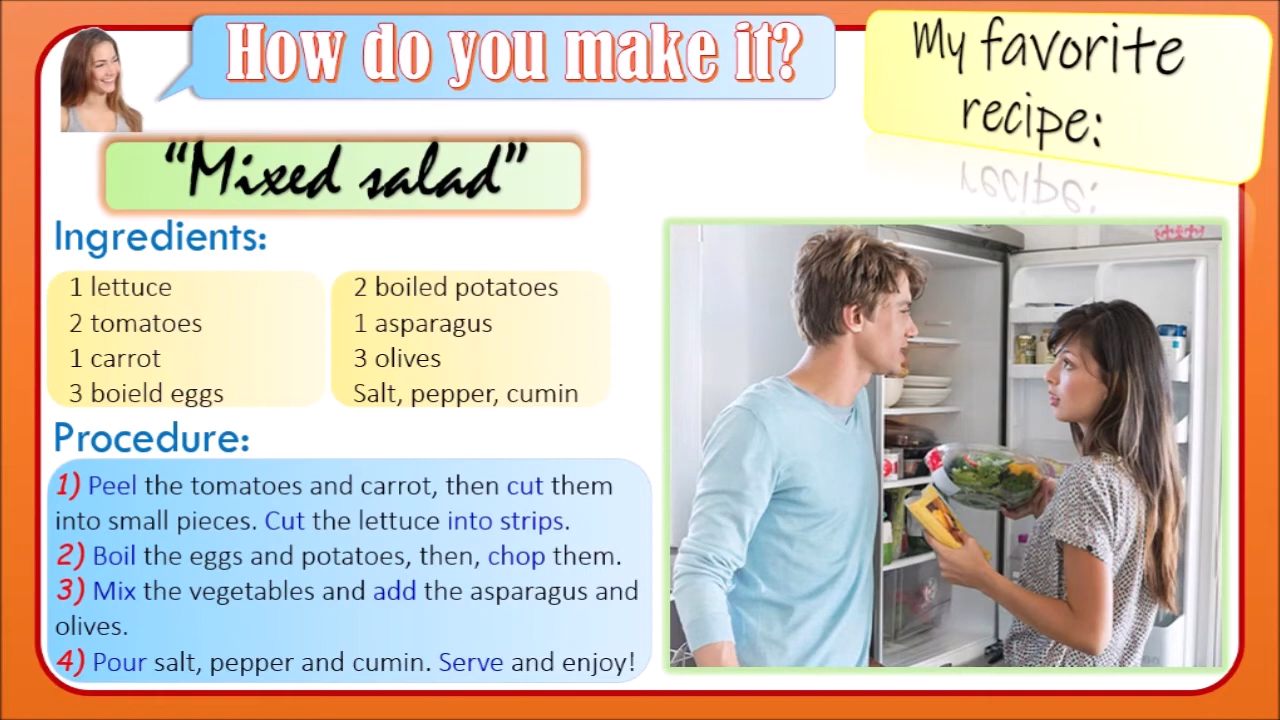 How do you make it?
My favorite
recipe:
"Mixed salad"
Ingredients:
1 lettuce
2 tomatoes
1 carrot
3 boield eggs
2 boiled potatoes
1 asparagus
3 olives
Salt, pepper, cumin
Procedure:
1) Peel the tomatoes and carrot, then cut them
into small pieces. Cut the lettuce into strips.
2) Boil the eggs and potatoes, then, chop them.
3) Mix the vegetables and add the asparagus and
olives.
4) Pour salt, pepper and cumin. Serve and enjoy!